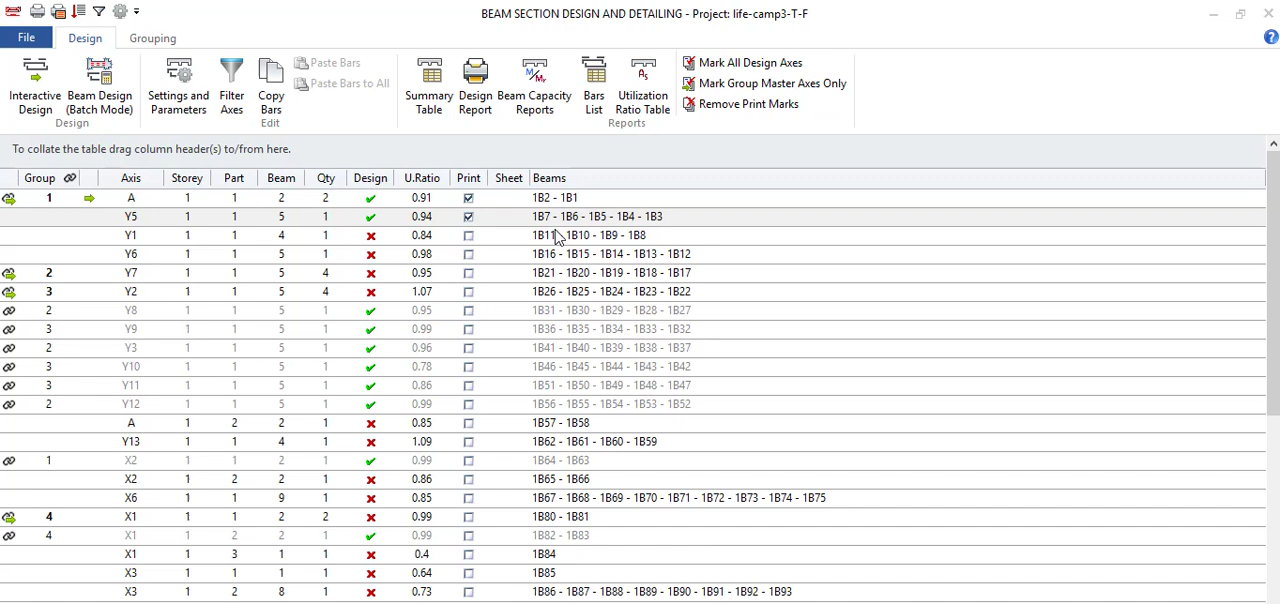 BEAM SECTION DESIGN AND DETAILING - Project: life-camp3-T-F
File Design Grouping
Interactive Design
Beam Design (Batch Mode)
Design
Settings and Parameters
Filter Axes
Copy Bars
Paste Bars
Paste Bars to All
Edit
Summary Table
Design Report
Beam Capacity Reports
Bars List
Utilization Ratio Table
Reports
Mark All Design Axes
Mark Group Master Axes Only
Remove Print Marks
To collate the table drag column header(s) to/from here.
Group Axis Storey Part Beam Qty Design U.Ratio Print Sheet Beams
1 A 1 1 2 2 0.91 1B2 - 1B1
Y5 1 1 5 1 0.94 1B7 - 1B6 - 1B5 - 1B4 - 1B3
Y1 1 1 4 1 0.84 1B11 - 1B10 - 1B9 - 1B8
Y6 1 1 5 1 0.98 1B16 - 1B15 - 1B14 - 1B13 - 1B12
2 Y7 1 1 5 4 0.95 1B21 - 1B20 - 1B19 - 1B18 - 1B17
3 Y2 1 1 5 4 1.07 1B26 - 1B25 - 1B24 - 1B23 - 1B22
2 Y8 1 1 5 1 0.95 1B31 - 1B30 - 1B29 - 1B28 - 1B27
3 Y9 1 1 5 1 0.99 1B36 - 1B35 - 1B34 - 1B33 - 1B32
2 Y3 1 1 5 1 0.96 1B41 - 1B40 - 1B39 - 1B38 - 1B37
3 Y10 1 1 5 1 0.78 1B46 - 1B45 - 1B44 - 1B43 - 1B42
3 Y11 1 1 5 1 0.86 1B51 - 1B50 - 1B49 - 1B48 - 1B47
2 Y12 1 1 5 1 0.99 1B56 - 1B55 - 1B54 - 1B53 - 1B52
A 1 2 2 1 0.85 1B57 - 1B58
Y13 1 1 4 1 1.09 1B62 - 1B61 - 1B60 - 1B59
1 X2 1 1 2 1 0.99 1B64 - 1B63
X2 1 2 2 1 0.86 1B65 - 1B66
X6 1 1 9 1 0.85 1B67 - 1B68 - 1B69 - 1B70 - 1B71 - 1B72 - 1B73 - 1B74 - 1B75
4 X1 1 1 2 2 0.99 1B80 - 1B81
4 X1 1 2 2 1 0.99 1B82 - 1B83
X1 1 3 1 1 0.4 1B84
X3 1 1 1 1 0.64 1B85
X3 1 2 8 1 0.73 1B86 - 1B87 - 1B88 - 1B89 - 1B90 - 1B91 - 1B92 - 1B93